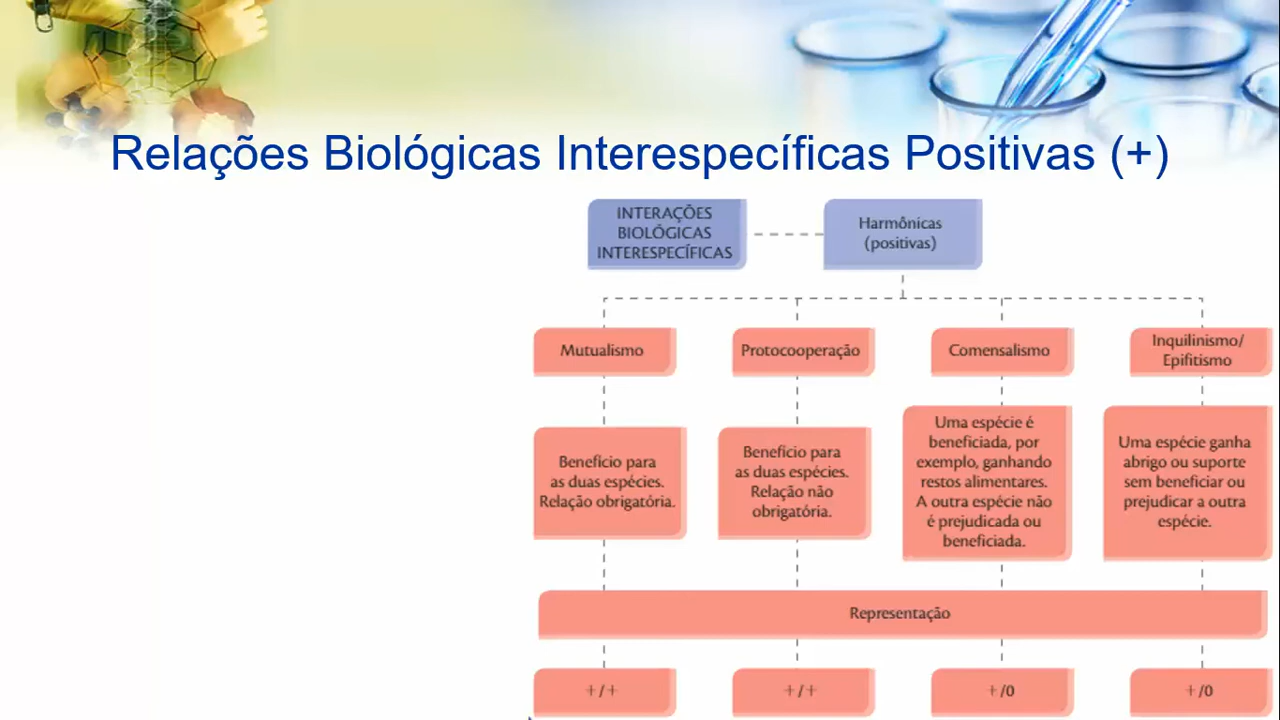 Relações Biológicas Interespecíficas Positivas (+)
INTERAÇÕES
BIOLÓGICAS
INTERESPECÍFICAS
Harmônicas
(positivas)
Mutualismo
Protocooperação
Comensalismo
Inquilinismo/
Epifitismo
Benefício para
as duas espécies.
Relação obrigatória.
Benefício para
as duas espécies.
Relação não
obrigatória.
Uma espécie é
beneficiada, por
exemplo, ganhando
restos alimentares.
A outra espécie não
é prejudicada ou
beneficiada.
Uma espécie ganha
abrigo ou suporte
sem beneficiar ou
prejudicar a outra
espécie.
Representação
+/+
+/+
+/0
+/0